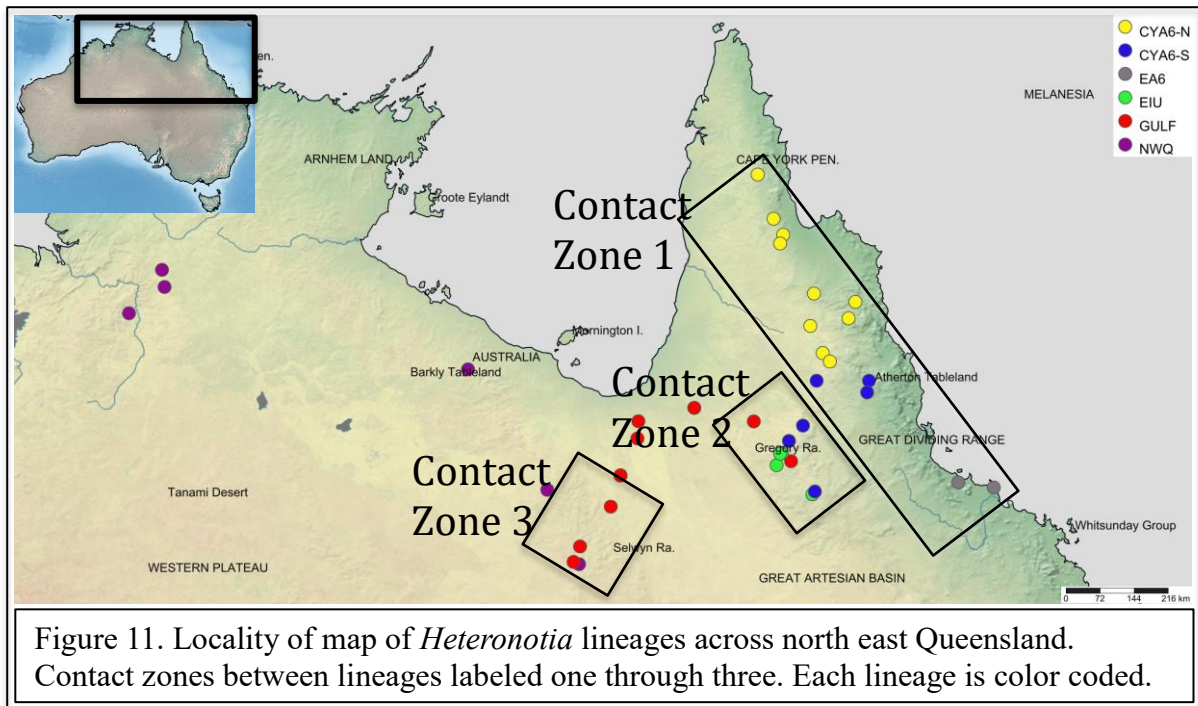 en.
ARNHEM LAND
Groote Eylandt
CAPE YORK PEN.
MELANESIA
CYA6-N
CYA6-S
EA6
EIU
GULF
NWQ
Contact
Zone 1
Mornington I.
AUSTRALIA
Barkly Tableland
Contact
Zone 2
Atherton Tableland
GREAT DIVIDING RANGE
Gregory Ra.
Contact
Zone 3
Tanami Desert
Selwyn Ra.
Whitsunday Group
WESTERN PLATEAU
GREAT ARTESIAN BASIN
0 72 144 216 km
Figure 11. Locality of map of Heteronotia lineages across north east Queensland.
Contact zones between lineages labeled one through three. Each lineage is color coded.